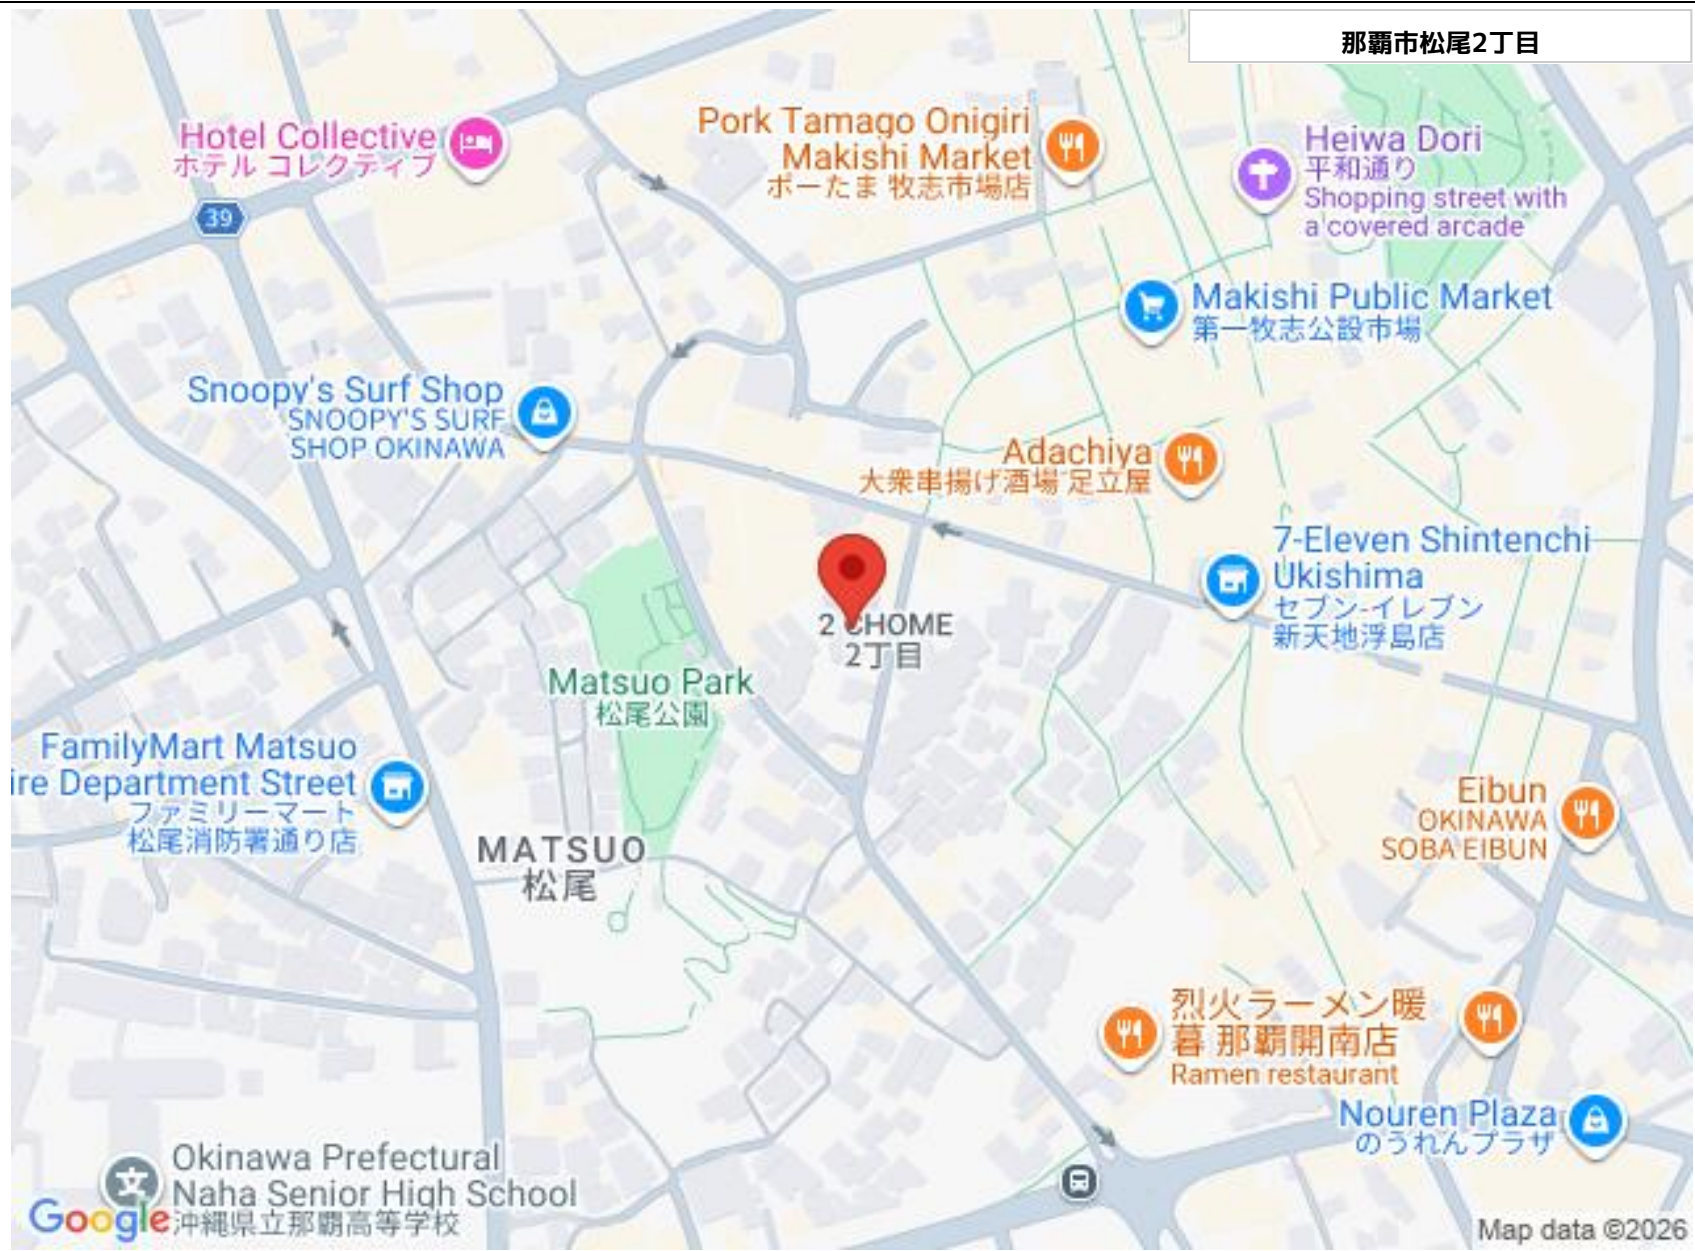 那覇市松尾2丁目
Hotel Collective
ホテル コレクティブ
Pork Tamago Onigiri
Makishi Market
ポーたま 牧志市場店
Heiwa Dori
平和通り
Shopping street with
a covered arcade
39
Makishi Public Market
第一牧志公設市場
Snoopy's Surf Shop
SNOOPY'S SURF
SHOP OKINAWA
Adachiya
大衆串揚げ酒場 足立屋
7-Eleven Shintenchi
Ukishima
セブン-イレブン
新天地浮島店
2 CHOME
2丁目
Matsuo Park
松尾公園
FamilyMart Matsuo
ire Department Street
ファミリーマート
松尾消防署通り店
MATSUO
松尾
Eibun
OKINAWA
SOBA EIBUN
烈火ラーメン暖
暮 那覇開南店
Ramen restaurant
Nouren Plaza
のうれんプラザ
Okinawa Prefectural
Naha Senior High School
沖縄県立那覇高等学校
Google
Map data ©2026